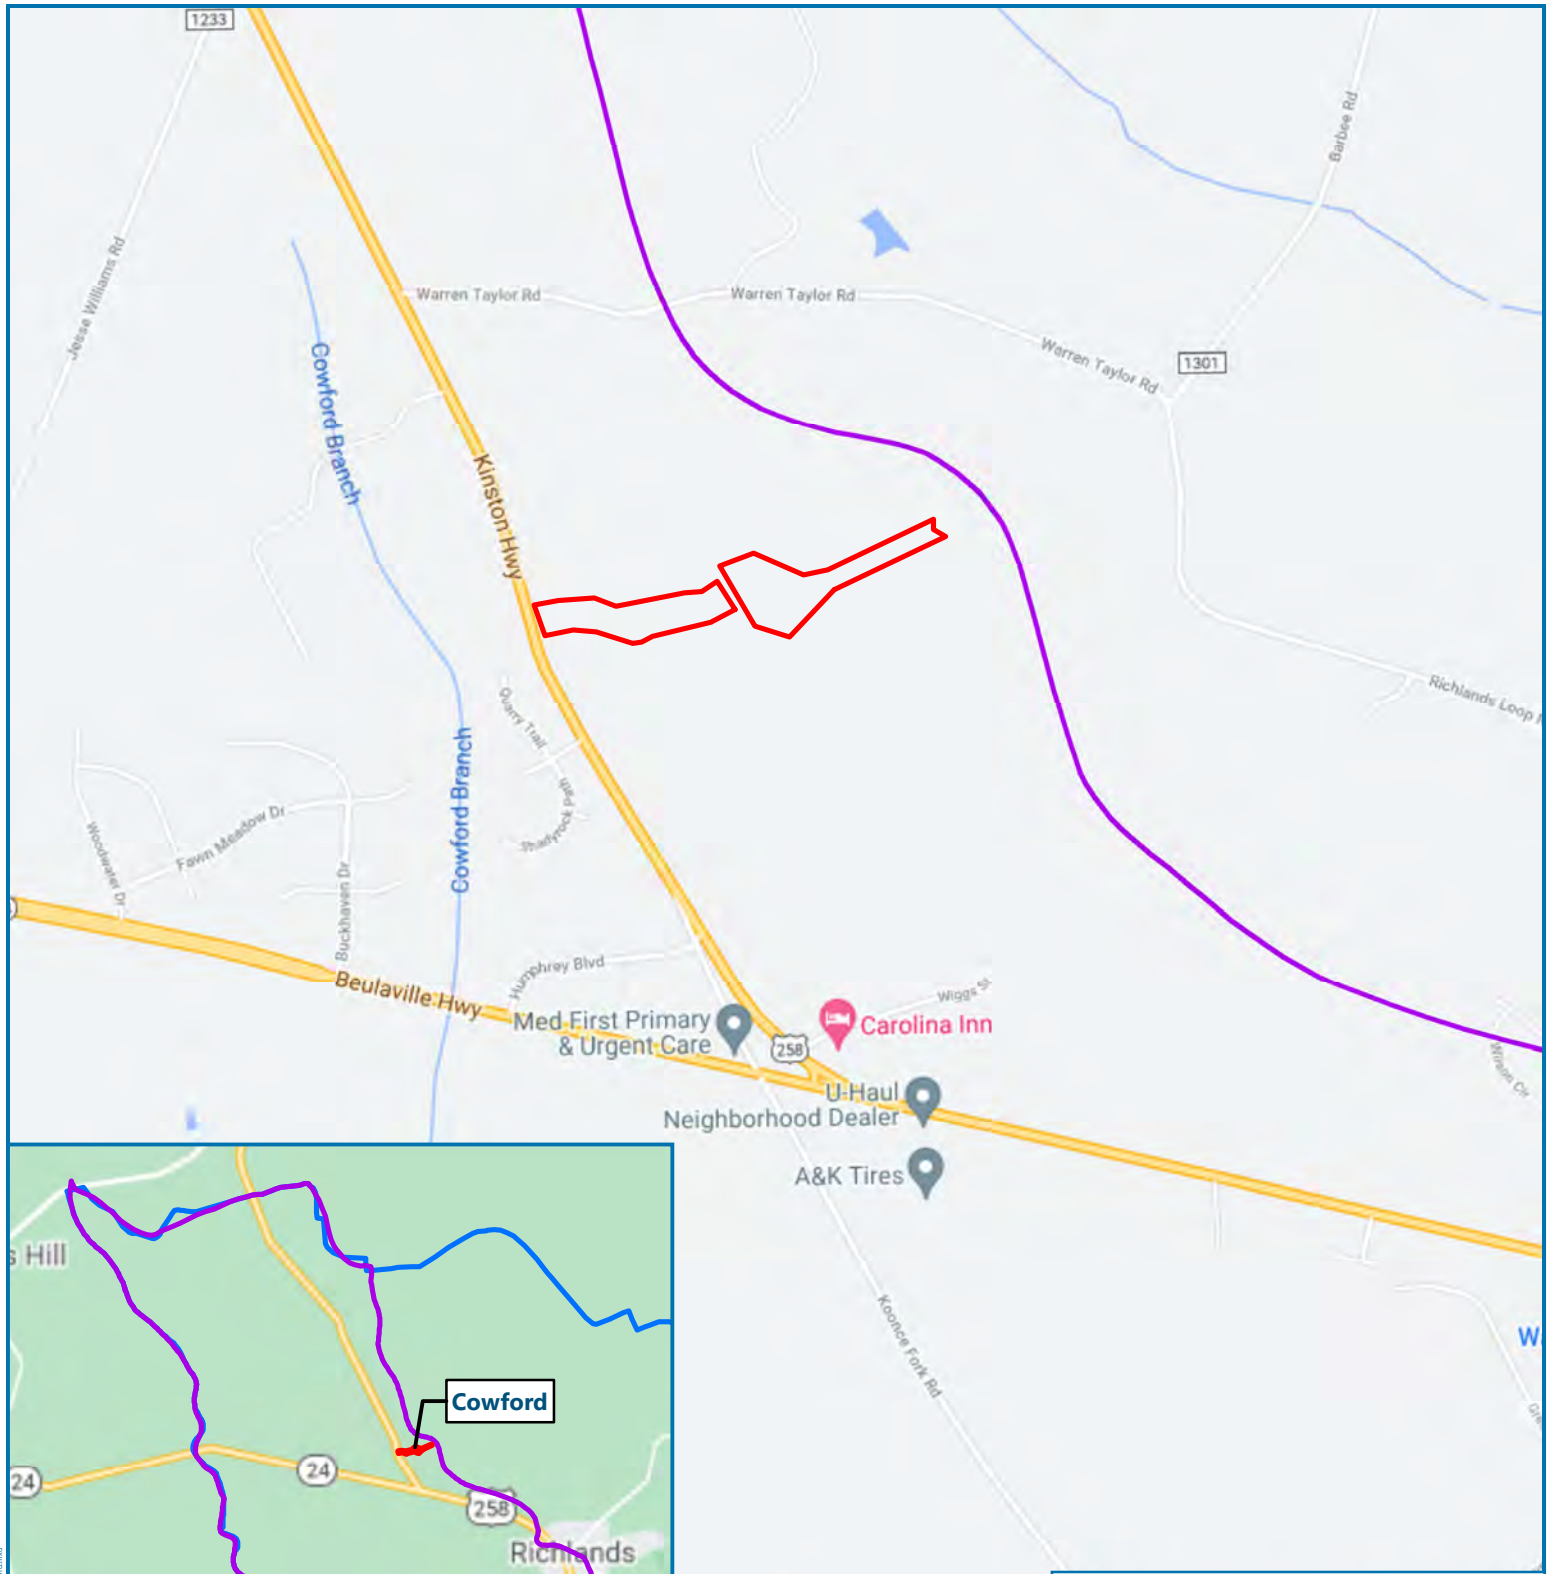 1233
Barbee Rd
Jesse Williams Rd
Warren Taylor Rd
Warren Taylor Rd
Warren Taylor Rd
1301
Cowford Branch
Kinston Hwy
Quarry Trail
Richlands Loop
Cowford Branch
Shadyrock Path
Woodwater Dr
Fawn Meadow Dr
Buckhaven Dr
Humphrey Blvd
Beulaville Hwy
Wiggs St
Med First Primary
& Urgent Care
258
Carolina Inn
U-Haul
Neighborhood Dealer
A&K Tires
Koonce Fork Rd
s Hill
Cowford
24
24
258
Richlands